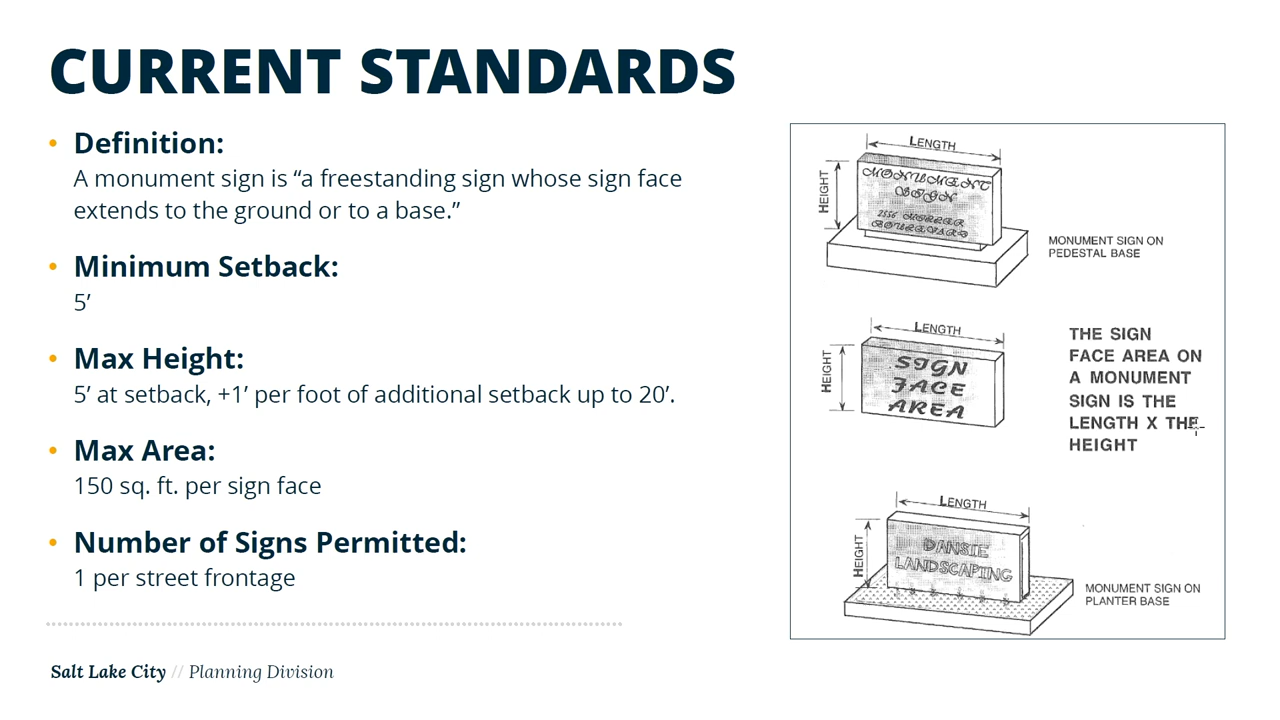 CURRENT STANDARDS
• Definition:
A monument sign is “a freestanding sign whose sign face
extends to the ground or to a base.”
• Minimum Setback:
5’
• Max Height:
5’ at setback, +1’ per foot of additional setback up to 20’.
• Max Area:
150 sq. ft. per sign face
• Number of Signs Permitted:
1 per street frontage
Salt Lake City // Planning Division
LENGTH
HEIGHT
MONUMENT
SIGN
BOULEVARD
MONUMENT SIGN ON
PEDESTAL BASE
LENGTH
HEIGHT
SIGN
FACE
AREA
THE SIGN
FACE AREA ON
A MONUMENT
SIGN IS THE
LENGTH X THE
HEIGHT
LENGTH
HEIGHT
DANSIE
LANDSCAPING
MONUMENT SIGN ON
PLANTER BASE